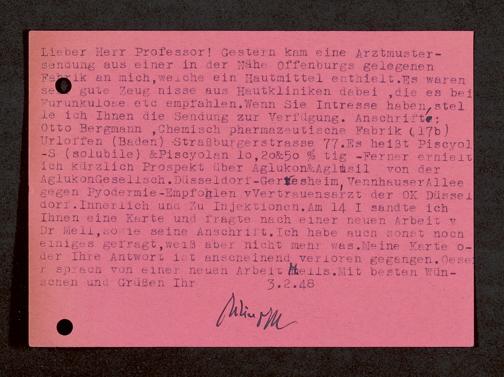 Lieber Herr Professor! Gestern kam eine Arztmuster-
sendung aus einer in der Nähe Offenburgs gelegenen
Fabrik an mich,welche ein Hautmittel enthielt.Es waren
gute Zeug nisse aus Hautkliniken dabei ,die es bei
Furunkulose etc empfahlen.Wenn Sie Intresse haben,stel
le ich Ihnen die Sendung zur Verfügung. Anschrift:
Otto Bergmann ,Chemisch pharmazeutische Fabrik (17b)
Urloffen (Baden) Straßburgerstrasse 77.Es heißt Piscyol
-S (solubile) &Piscyolan 10,20&50 % tig -Ferner erhielt
ich kürzlich Prospekt über Aglukon&Aglusil von der
AglukonGesellsch.Düsseldorf-Gerresheim,VennhauserAllee
gegen Pyodermie-Empfohlen vVertrauensarzt der OK Düssel
dorf.Innerlich und Zu Injektionen.Am 14 I sandte ich
Ihnen eine Karte und fragte nach einer neuen Arbeit v
Dr Mell,sowie seine Anschrift.Ich habe auch sonst noch
einiges gefragt,weiß aber nicht mehr was.Meine Karte o-
der Ihre Antwort ist anscheinend verloren gegangen.Oeser
r sprach von einer neuen Arbeit Mells.Mit besten Wün-
schen und Grüßen Ihr 3.2.48